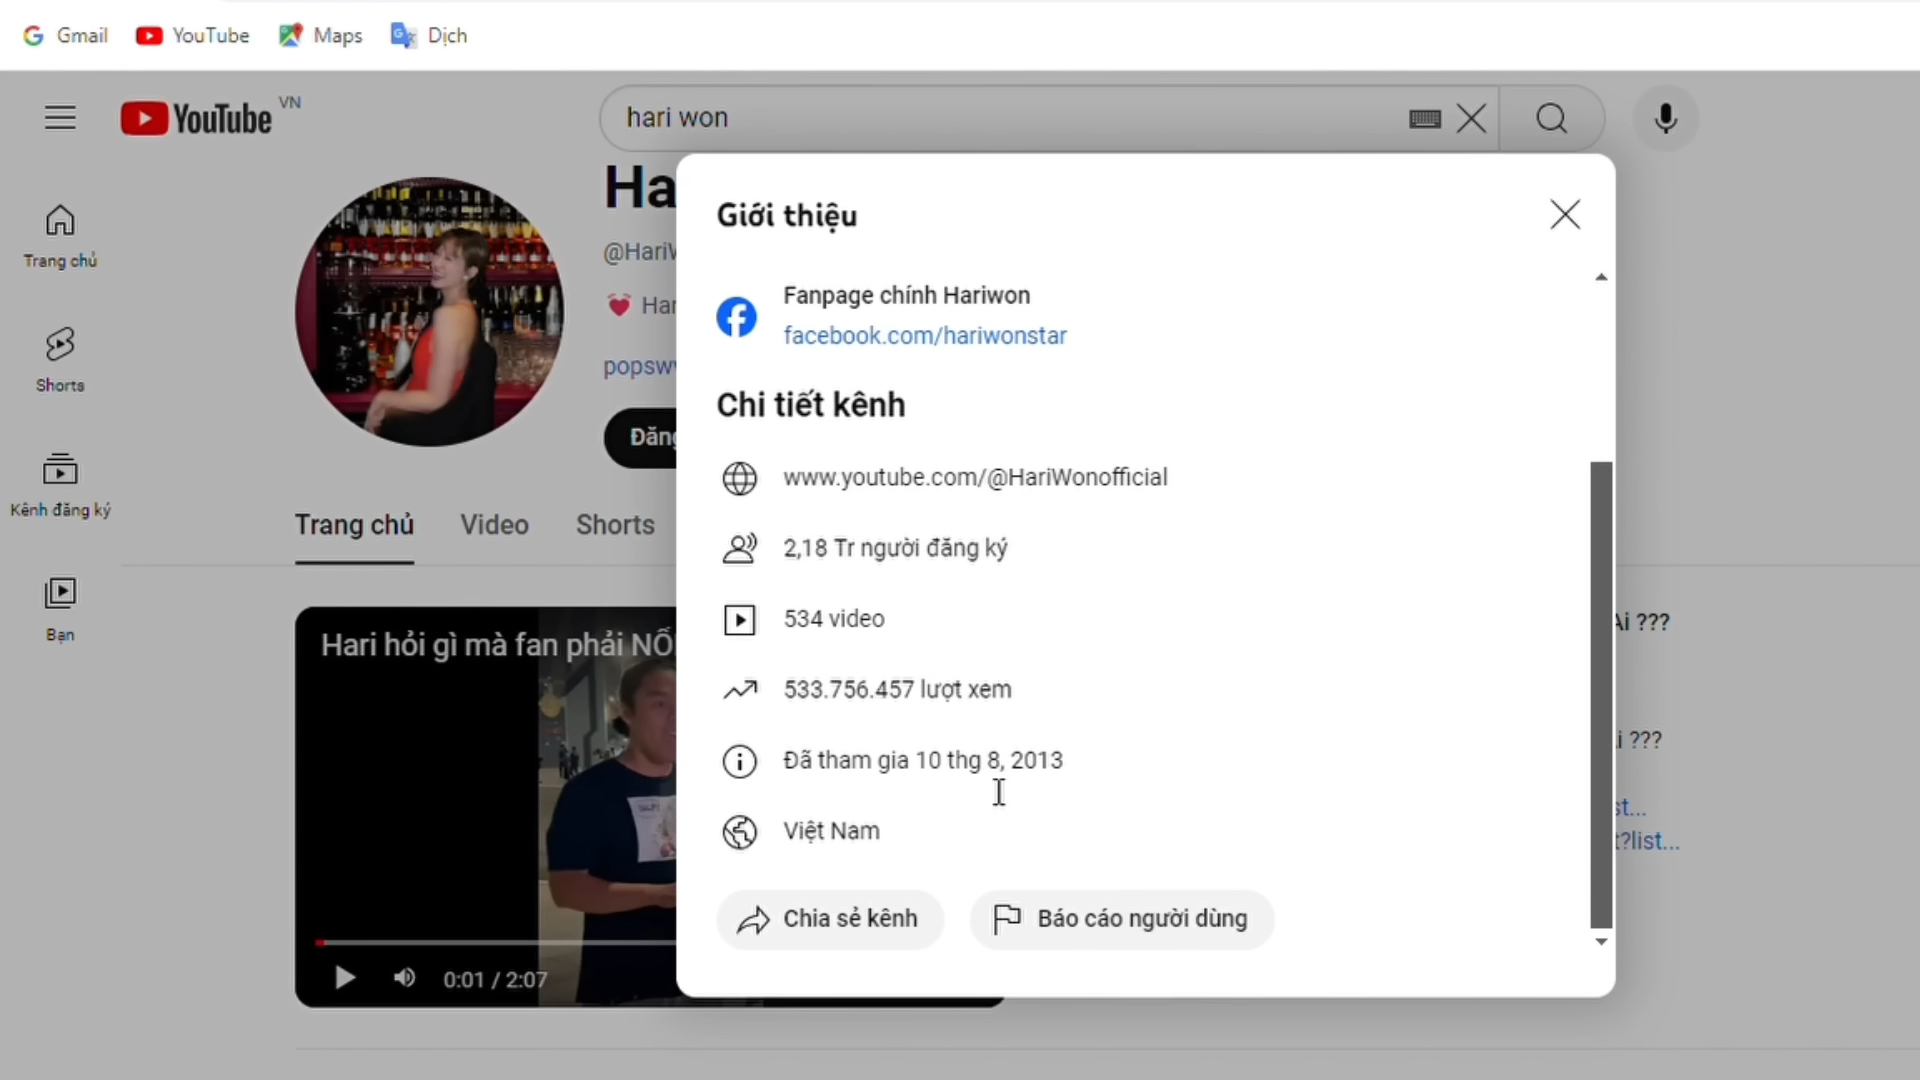 Gmail YouTube Maps Dịch
YouTube VN
hari won
Ha
@HariW
Har
popsw
Đăng
Trang chủ
Shorts
Kênh đăng ký
Bạn
Trang chủ Video Shorts
Hari hỏi gì mà fan phải NỔ
0:01 / 2:07
Giới thiệu
Fanpage chính Hariwon
facebook.com/hariwonstar
Chi tiết kênh
www.youtube.com/@HariWonofficial
2,18 Tr người đăng ký
534 video
533.756.457 lượt xem
Đã tham gia 10 thg 8, 2013
Việt Nam
Chia sẻ kênh
Báo cáo người dùng
Ai ???
i ???
st...
t?list...